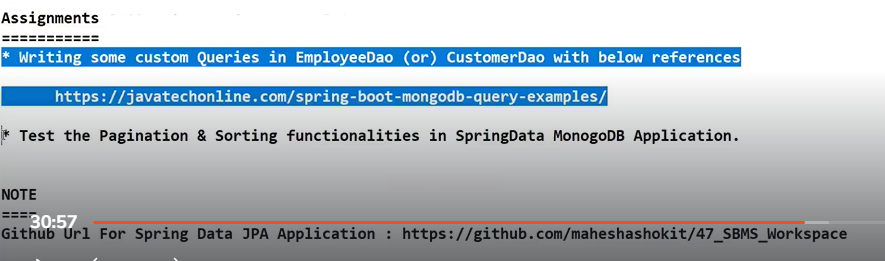 Assignments
===========
* Writing some custom Queries in EmployeeDao (or) CustomerDao with below references
https://javatechonline.com/spring-boot-mongodb-query-examples/
* Test the Pagination & Sorting functionalities in SpringData MonogoDB Application.
NOTE
====
30:57
Github Url For Spring Data JPA Application : https://github.com/maheshashokit/47_SBMS_Workspace